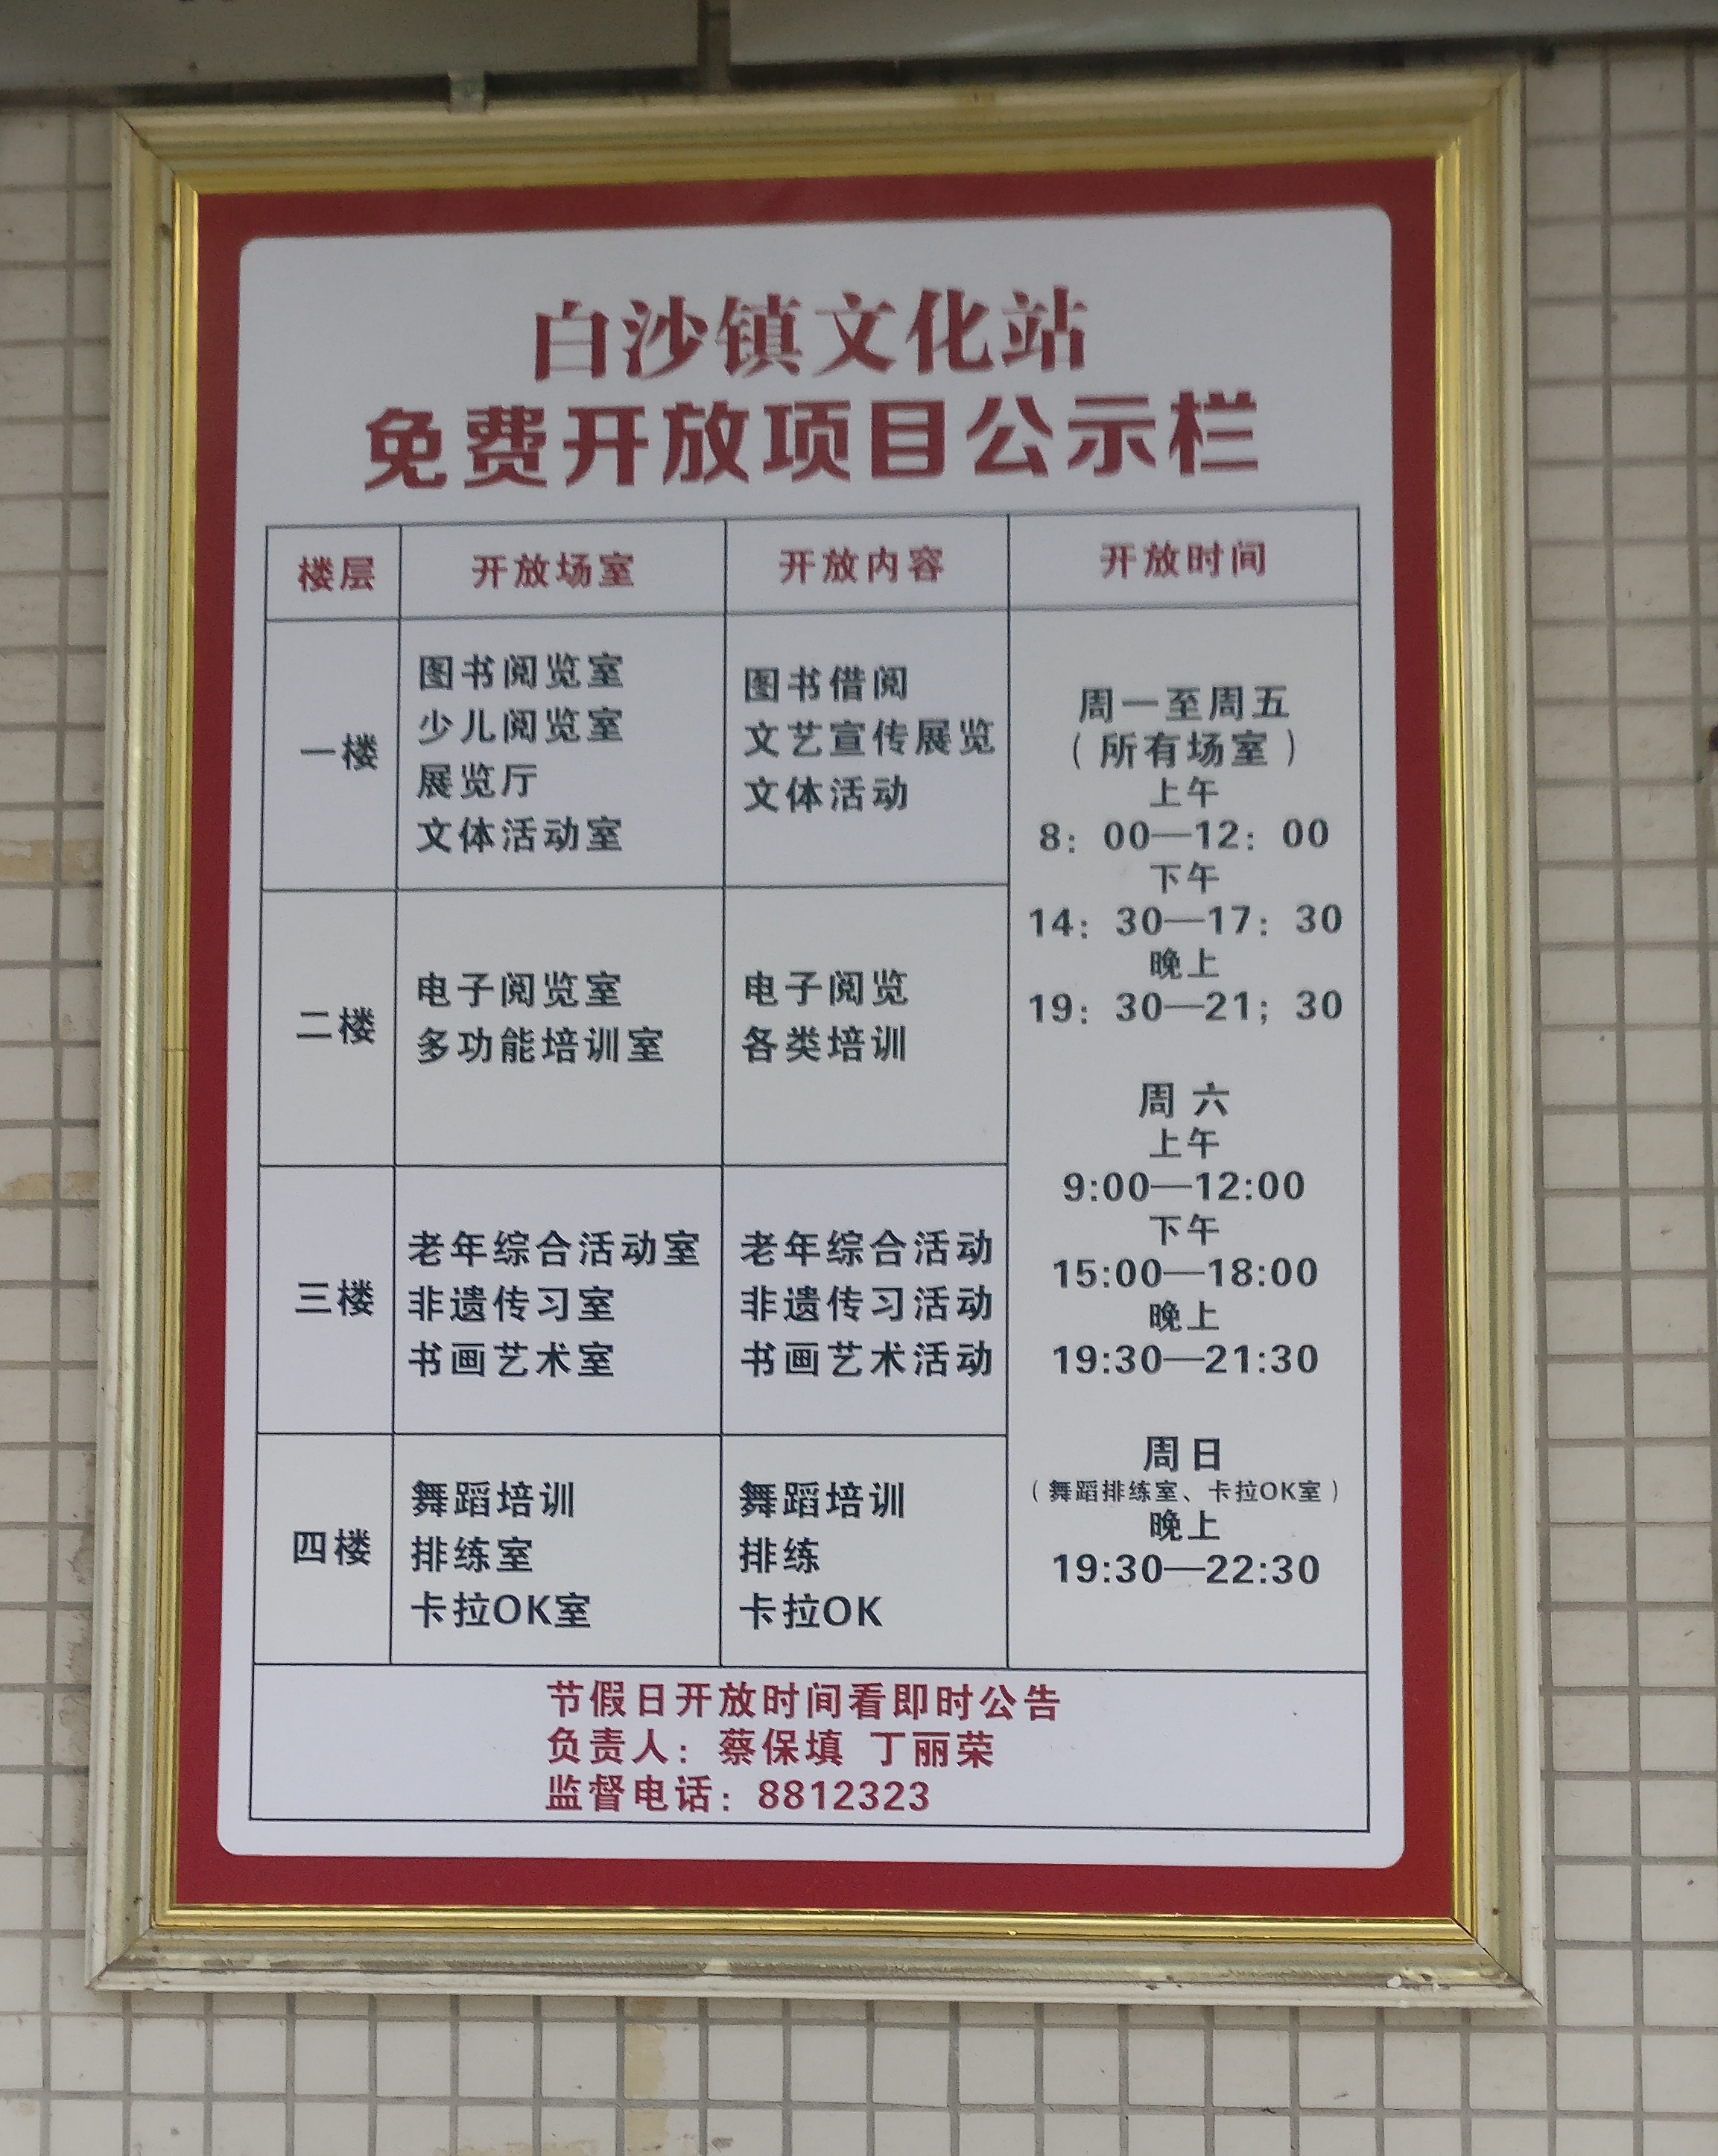 白沙镇文化站
免费开放项目公示栏
楼层 开放场室 开放内容 开放时间
一楼
图书阅览室
少儿阅览室
展览厅
文体活动室
图书借阅
文艺宣传展览
文体活动
二楼
电子阅览室
多功能培训室
电子阅览
各类培训
三楼
老年综合活动室
非遗传习室
书画艺术室
老年综合活动
非遗传习活动
书画艺术活动
四楼
舞蹈培训
排练室
卡拉OK室
舞蹈培训
排练
卡拉OK
周一至周五
（所有场室）
上午
8：00—12：00
下午
14：30—17：30
晚上
19：30—21；30
周六
上午
9:00—12:00
下午
15:00—18:00
晚上
19:30—21:30
周日
（舞蹈排练室、卡拉OK室）
晚上
19:30—22:30
节假日开放时间看即时公告
负责人：蔡保填 丁丽荣
监督电话：8812323